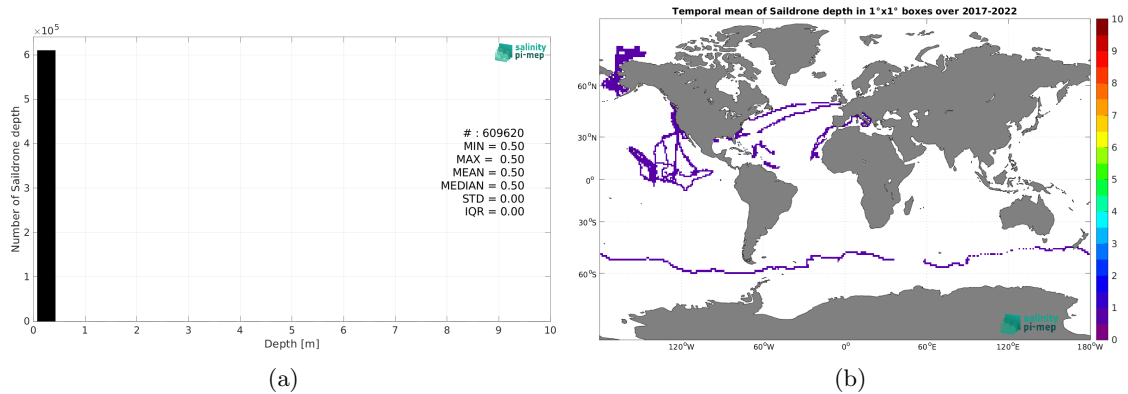 ×10⁵
6
5
4
3
2
1
0
Number of Saildrone depth
salinity
pi-mep
# : 609620
MIN = 0.50
MAX = 0.50
MEAN = 0.50
MEDIAN = 0.50
STD = 0.00
IQR = 0.00
0 1 2 3 4 5 6 7 8 9 10
Depth [m]
(a)
Temporal mean of Saildrone depth in 1°x1° boxes over 2017-2022
60°N
30°N
0°
30°S
60°S
120°W 60°W 0° 60°E 120°E 180°W
salinity
pi-mep
10
9
8
7
6
5
4
3
2
1
0
(b)